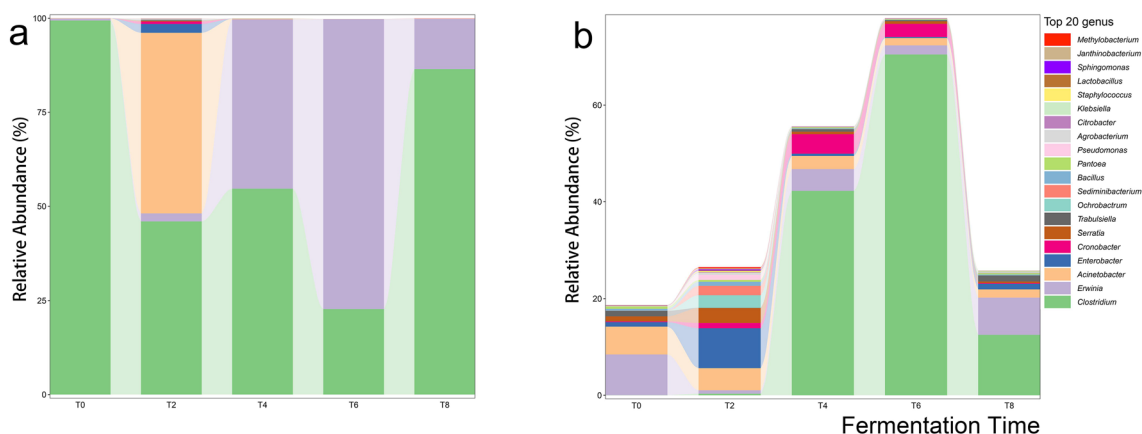 a
Relative Abundance (%)
100
75
50
25
0
T0 T2 T4 T6 T8
b
Relative Abundance (%)
60
40
20
0
T0 T2 T4 T6 T8
Fermentation Time
Top 20 genus
Methylobacterium
Janthinobacterium
Sphingomonas
Lactobacillus
Staphylococcus
Klebsiella
Citrobacter
Agrobacterium
Pseudomonas
Pantoea
Bacillus
Sediminibacterium
Ochrobactrum
Trabulsiella
Serratia
Cronobacter
Enterobacter
Acinetobacter
Erwinia
Clostridium